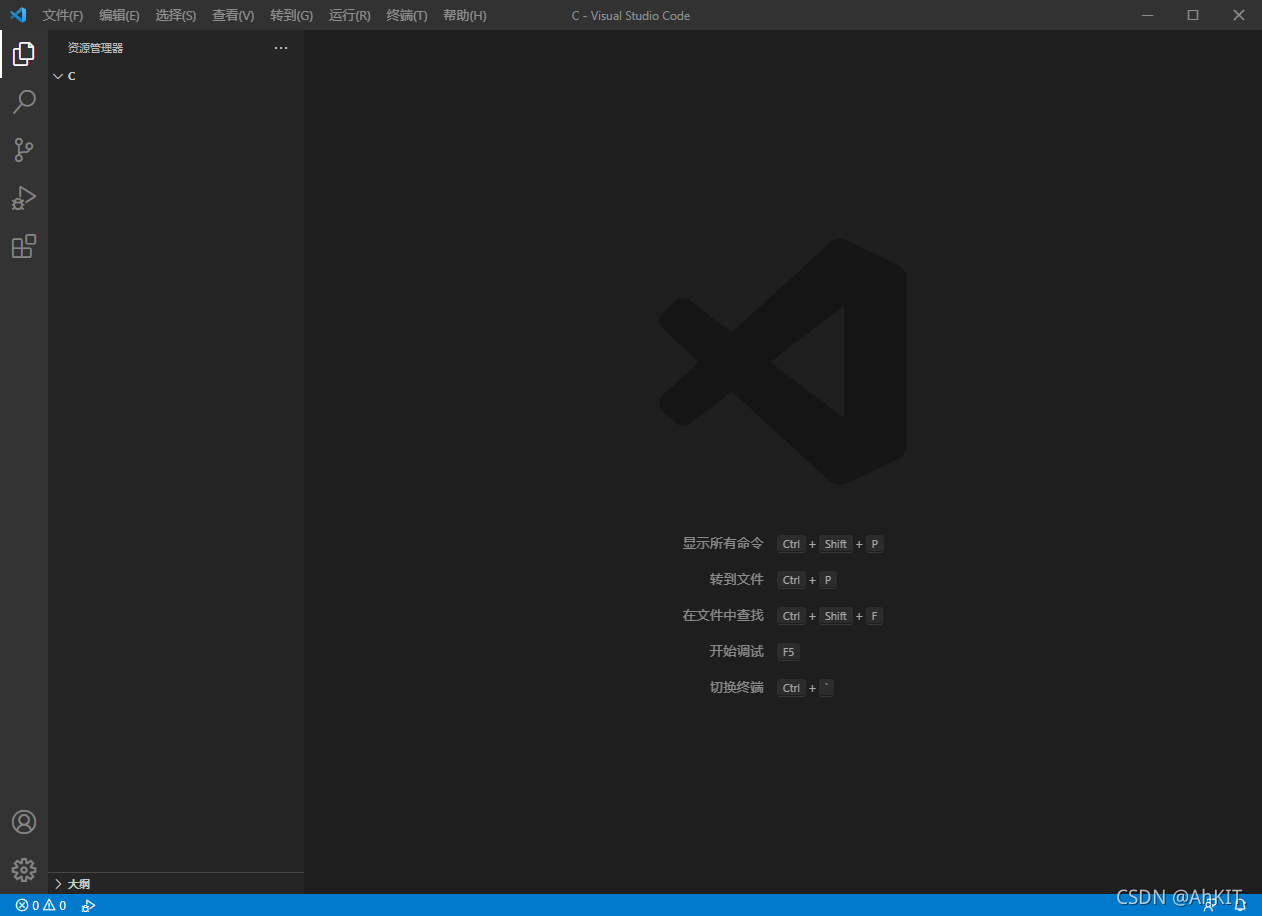 文件(F) 编辑(E) 选择(S) 查看(V) 转到(G) 运行(R) 终端(T) 帮助(H) C - Visual Studio Code
资源管理器 ···
C
显示所有命令 Ctrl + Shift + P
转到文件 Ctrl + P
在文件中查找 Ctrl + Shift + F
开始调试 F5
切换终端 Ctrl + `
大纲
0 0
CSDN @AhKIT